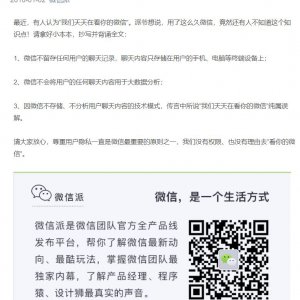 2018-01-02 微信派
最近，有人认为"我们天天在看你的微信"。派爷想说，用了这么久微信，竟然还有人不知道这个知
识点！请拿好小本本，抄写并背诵全文：
1、微信不留存任何用户的聊天记录，聊天内容只存储在用户的手机、电脑等终端设备上；
2、微信不会将用户的任何聊天内容用于大数据分析；
3、因微信不存储、不分析用户聊天内容的技术模式，传言中所说"我们天天在看你的微信"纯属误
解。
请大家放心，尊重用户隐私一直是微信最重要的原则之一，我们没有权限、也没有理由去"看你的微
信"。
微信派
微信，是一个生活方式
微信派是微信团队官方全产品线
发布平台，帮你了解微信最新动
向、最酷玩法，掌握微信团队最
独家内幕，了解产品经理、程序
猿、设计狮最真实的声音。